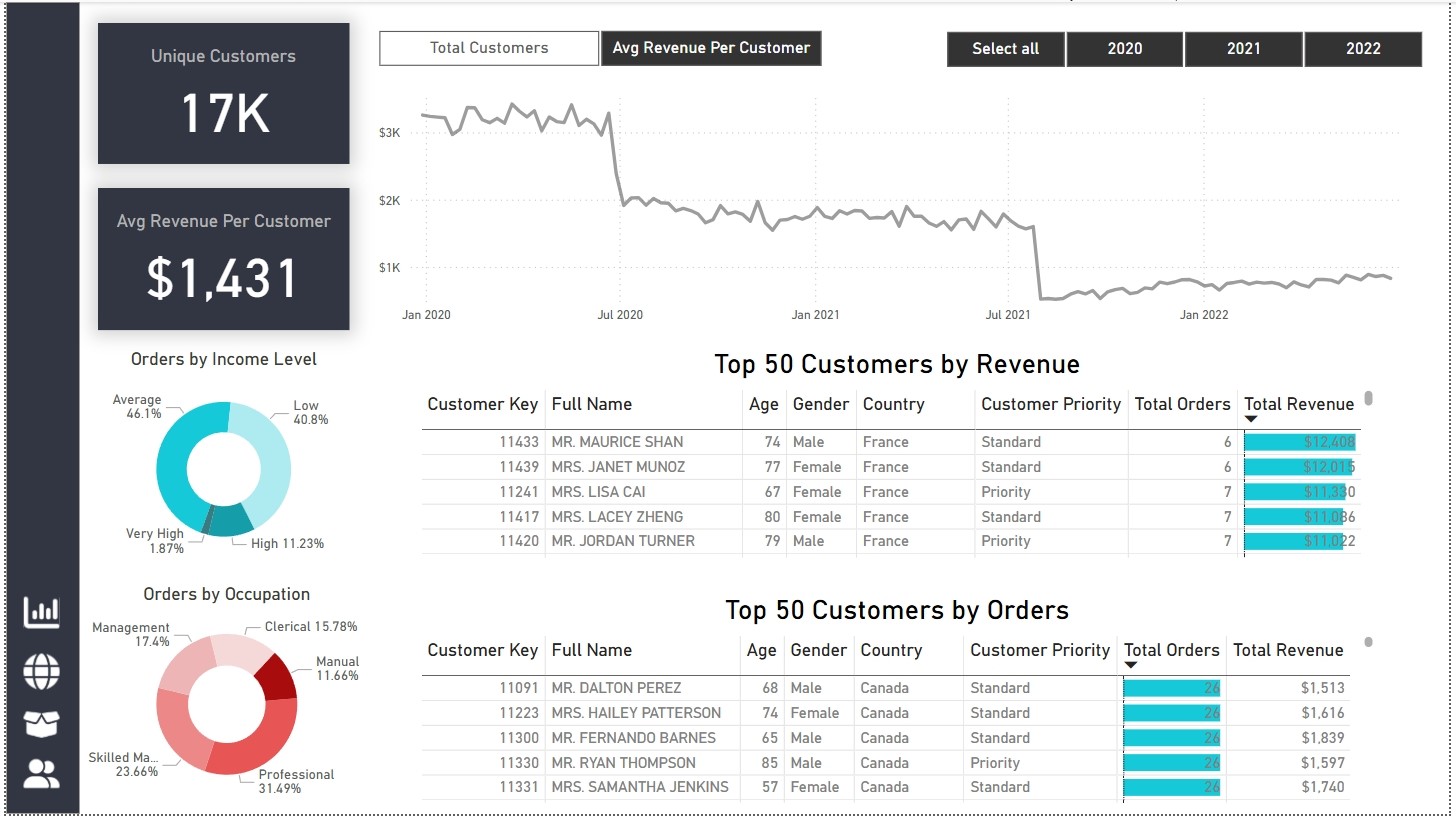 Unique Customers
17K
Total Customers
Avg Revenue Per Customer
Select all
2020
2021
2022
Avg Revenue Per Customer
$1,431
$3K
$2K
$1K
Jan 2020
Jul 2020
Jan 2021
Jul 2021
Jan 2022
Orders by Income Level
Average
46.1%
Low
40.8%
Very High
1.87%
High 11.23%
Orders by Occupation
Management
17.4%
Clerical 15.78%
Manual
11.66%
Skilled Ma...
23.66%
Professional
31.49%
Top 50 Customers by Revenue
Customer Key Full Name Age Gender Country Customer Priority Total Orders Total Revenue
11433 MR. MAURICE SHAN 74 Male France Standard 6 $12,408
11439 MRS. JANET MUNOZ 77 Female France Standard 6 $12,015
11241 MRS. LISA CAI 67 Female France Priority 7 $11,330
11417 MRS. LACEY ZHENG 80 Female France Standard 7 $11,086
11420 MR. JORDAN TURNER 79 Male France Priority 7 $11,022
Top 50 Customers by Orders
Customer Key Full Name Age Gender Country Customer Priority Total Orders Total Revenue
11091 MR. DALTON PEREZ 68 Male Canada Standard 26 $1,513
11223 MRS. HAILEY PATTERSON 74 Female Canada Standard 26 $1,616
11300 MR. FERNANDO BARNES 65 Male Canada Standard 26 $1,839
11330 MR. RYAN THOMPSON 85 Male Canada Priority 26 $1,597
11331 MRS. SAMANTHA JENKINS 57 Female Canada Standard 26 $1,740